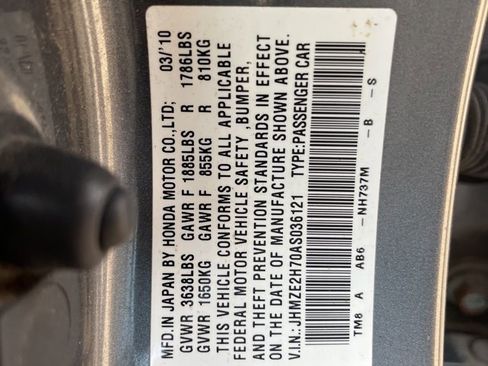 MFD.IN JAPAN BY HONDA MOTOR CO.,LTD; 03/'10
GVWR 3638LBS GAWR F 1885LBS R 1786LBS
GVWR 1650KG GAWR F 855KG R 810KG
THIS VEHICLE CONFORMS TO ALL APPLICABLE
FEDERAL MOTOR VEHICLE SAFETY ,BUMPER,
AND THEFT PREVENTION STANDARDS IN EFFECT
ON THE DATE OF MANUFACTURE SHOWN ABOVE.
V.I.N.:JHMZE2H70AS036121 TYPE:PASSENGER CAR
TM8 A AB6 -NH737M -B -S